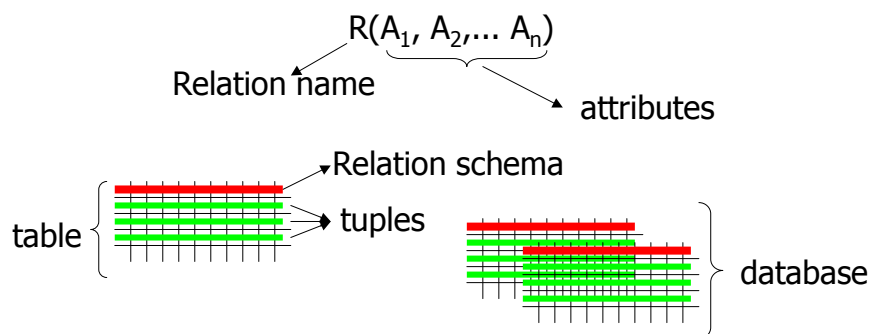 R(A₁, A₂,... Aₙ)
Relation name
attributes
Relation schema
tuples
table
database